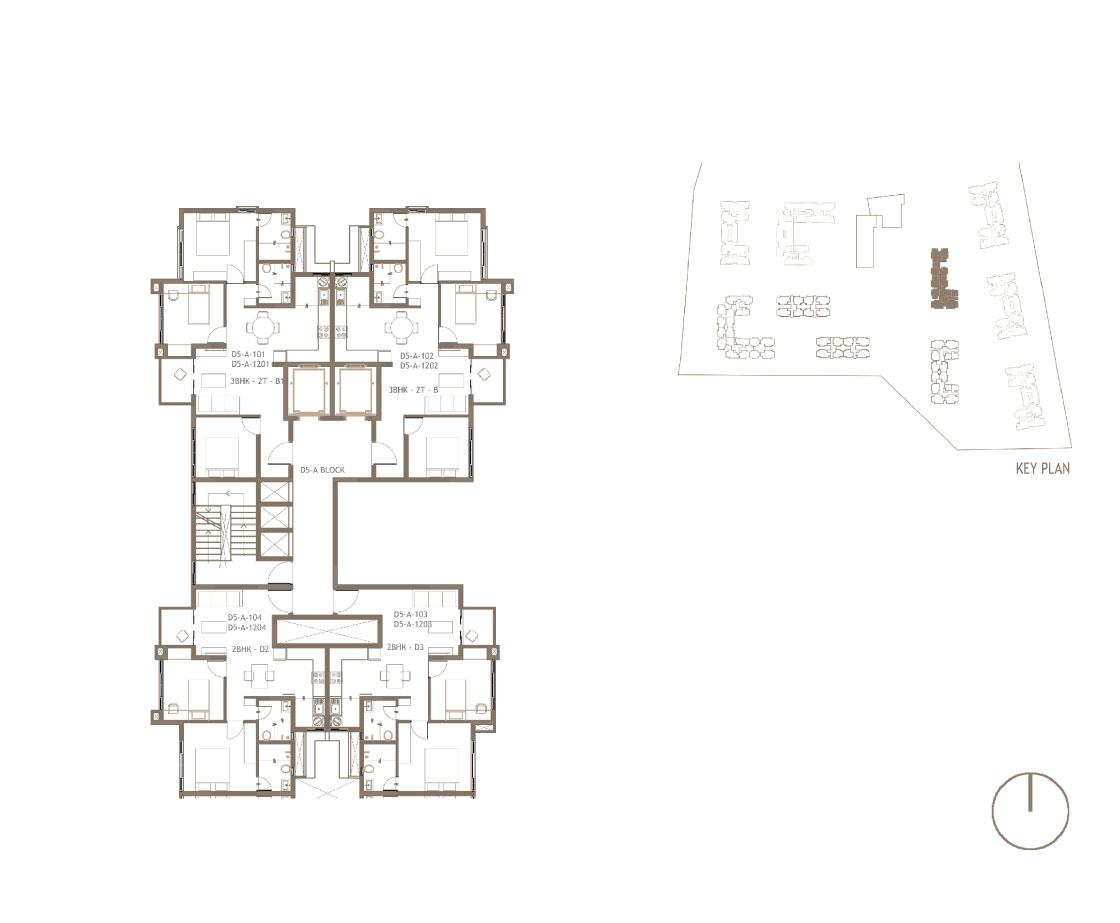 D5-A-101
D5-A-1201
3BHK - 2T - B1
D5-A-102
D5-A-1202
3BHK - 2T - B
D5-A BLOCK
D5-A-104
D5-A-1204
2BHK - D2
D5-A-103
D5-A-1203
2BHK - D3
KEY PLAN